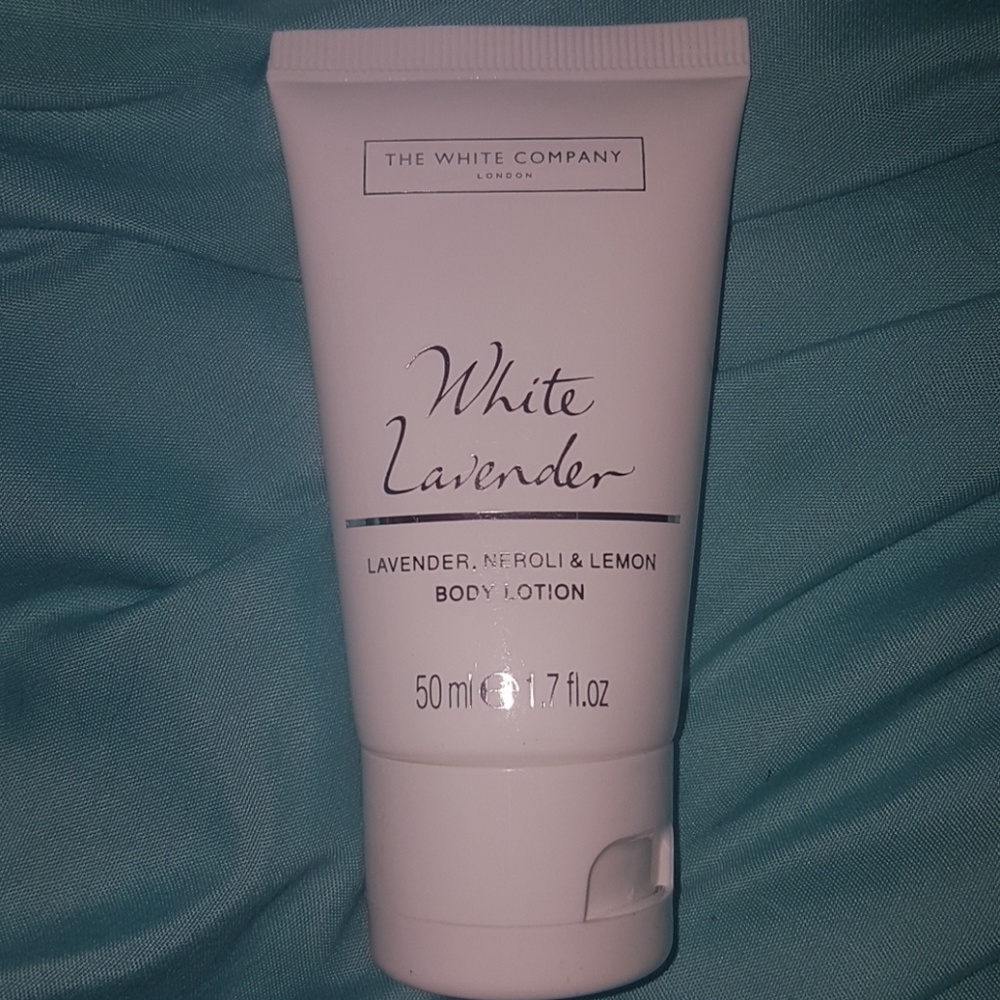 THE WHITE COMPANY
LONDON
White
Lavender
LAVENDER, NEROLI & LEMON
BODY LOTION
50 ml ℮ 1.7 fl.oz